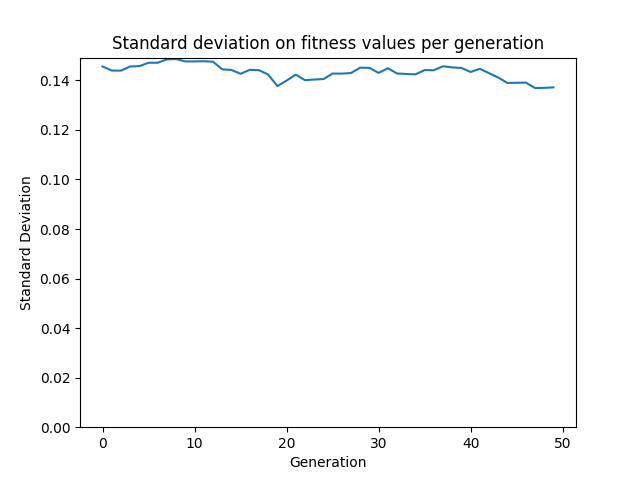 Standard deviation on fitness values per generation
0.14
0.12
0.10
0.08
0.06
0.04
0.02
0.00
Standard Deviation
0 10 20 30 40 50
Generation